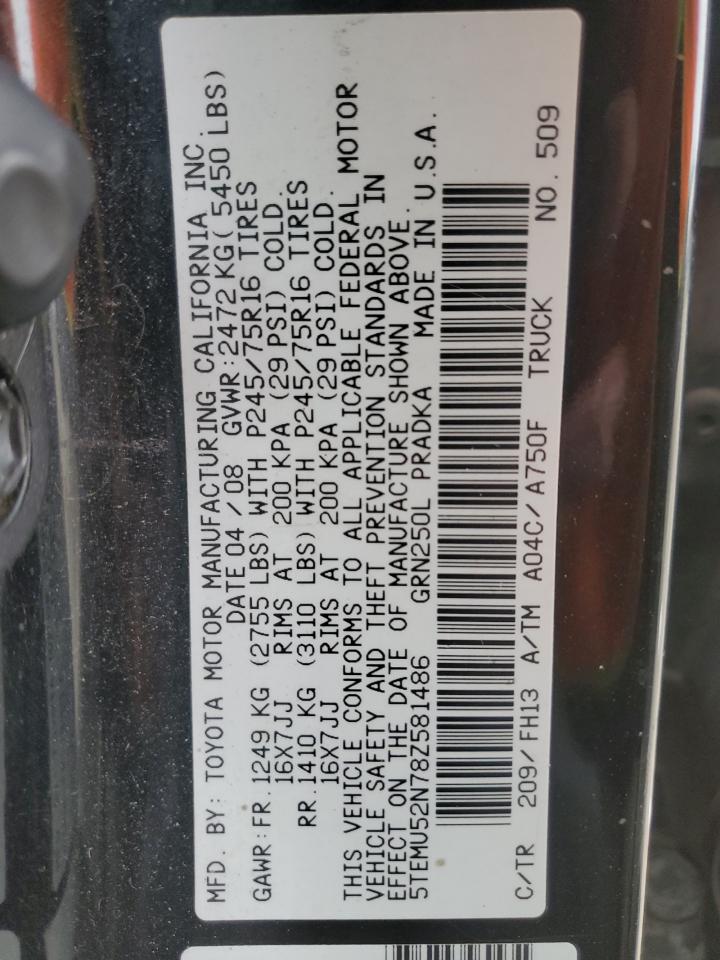 MFD. BY: TOYOTA MOTOR MANUFACTURING CALIFORNIA INC.
DATE 04 / 08 GVWR:2472 KG( 5450 LBS)
GAWR:FR.1249 KG (2755 LBS) WITH P245/75R16 TIRES
16X7JJ RIMS AT 200 KPA (29 PSI) COLD.
RR.1410 KG (3110 LBS) WITH P245/75R16 TIRES
16X7JJ RIMS AT 200 KPA (29 PSI) COLD.
THIS VEHICLE CONFORMS TO ALL APPLICABLE FEDERAL MOTOR
VEHICLE SAFETY AND THEFT PREVENTION STANDARDS IN
EFFECT ON THE DATE OF MANUFACTURE SHOWN ABOVE.
5TEMU52N78Z581486 GRN250L PRADKA MADE IN U.S.A.
C/TR 209/FH13 A/TM A04C/A750F TRUCK NO. 509